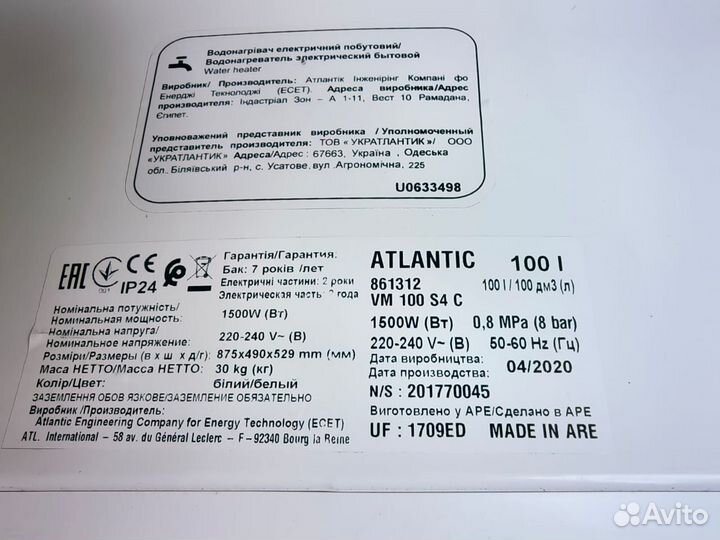 Водонагрівач електричний побутовий/
Водонагреватель электрический бытовой
Water heater
Виробник/ Производитель: Атлантік Інженірінг Компані фо
Енерджі Текнолоджі (ЕСЕТ). Адреса виробника/Адрес
производителя: Індастріал Зон – А 1-11, Вест 10 Рамадана,
Єгипет.
Уповноважений представник виробника /Уполномоченный
представитель производителя: ТОВ "УКРАТЛАНТИК"/ ООО
"УКРАТЛАНТИК" Адреса/Адрес : 67663, Україна , Одеська
обл. Біляївський р-н, с. Усатове, вул .Агрономічна, 225
U0633498
EAC CE
IP24
Гарантія/Гарантия:
Бак: 7 років /лет
Електричні частини: 2 роки
Электрическая часть: 2 года
Номінальна потужність/
Номинальная мощность: 1500W (Вт)
Номінальна напруга/
Номинальное напряжение: 220-240 V~ (В)
Розміри/Размеры (в x ш x д/г): 875x490x529 mm (мм)
Маса НЕТТО/Масса НЕТТО: 30 kg (кг)
Колір/Цвет: білий/белый
ЗАЗЕМЛЕННЯ ОБОВ ЯЗКОВЕ/ЗАЗЕМЛЕНИЕ ОБЯЗАТЕЛЬНО
Виробник /Производитель:
Atlantic Engineering Company for Energy Technology (ECET)
ATL. International – 58 av. du Général Leclerc – F – 92340 Bourg la Reine
ATLANTIC 100 l
861312 100 l / 100 дм3 (л)
VM 100 S4 C
1500W (Вт) 0,8 MPa (8 bar)
220-240 V~ (В) 50-60 Hz (Гц)
Дата виробництва:
Дата производства: 04/2020
N/S : 201770045
Виготовлено у АРЕ/Сделано в АРЕ
UF : 1709ED MADE IN ARE
Avito